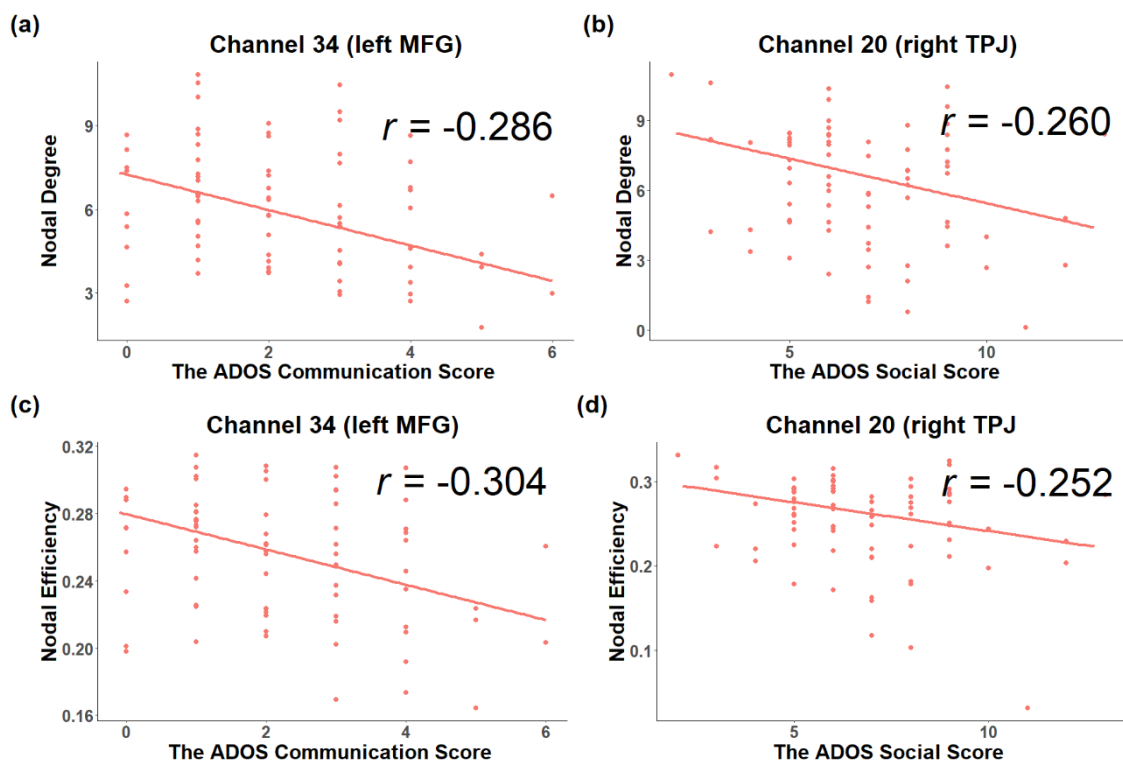 (a)
Channel 34 (left MFG)
r = -0.286
Nodal Degree
9
6
3
0
2
4
6
The ADOS Communication Score
(b)
Channel 20 (right TPJ)
r = -0.260
Nodal Degree
9
6
3
0
5
10
The ADOS Social Score
(c)
Channel 34 (left MFG)
r = -0.304
Nodal Efficiency
0.32
0.28
0.24
0.20
0.16
0
2
4
6
The ADOS Communication Score
(d)
Channel 20 (right TPJ
r = -0.252
Nodal Efficiency
0.3
0.2
0.1
5
10
The ADOS Social Score